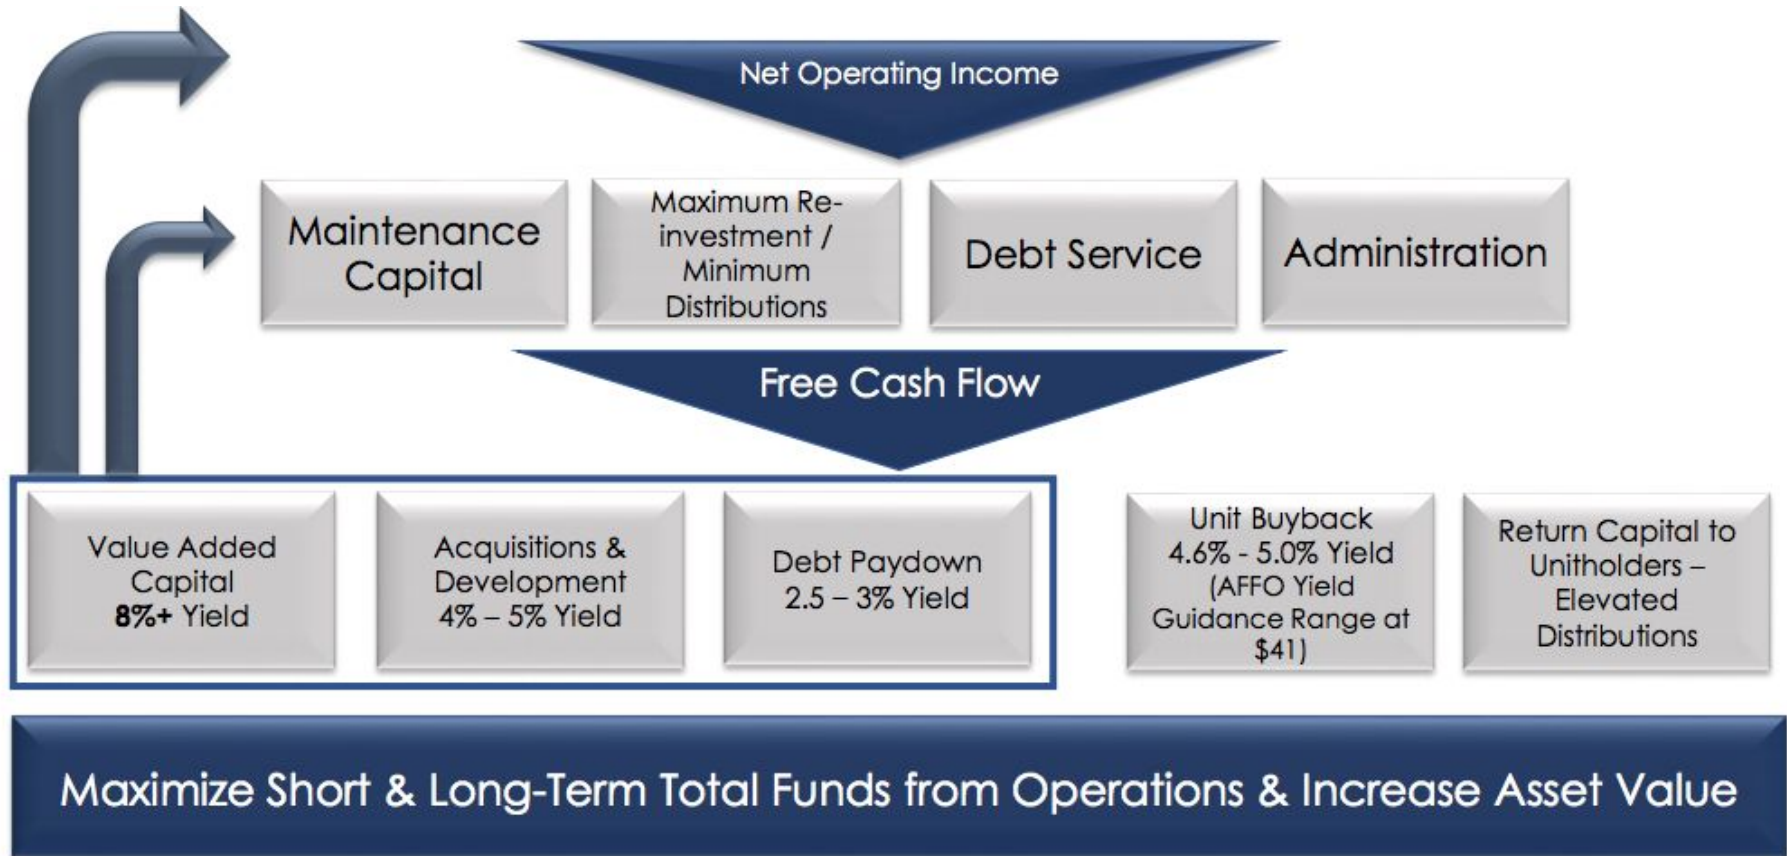 Net Operating Income
Maintenance
Capital
Maximum Re-
investment /
Minimum
Distributions
Debt Service
Administration
Free Cash Flow
Value Added
Capital
8%+ Yield
Acquisitions &
Development
4% – 5% Yield
Debt Paydown
2.5 – 3% Yield
Unit Buyback
4.6% - 5.0% Yield
(AFFO Yield
Guidance Range at
$41)
Return Capital to
Unitholders –
Elevated
Distributions
Maximize Short & Long-Term Total Funds from Operations & Increase Asset Value